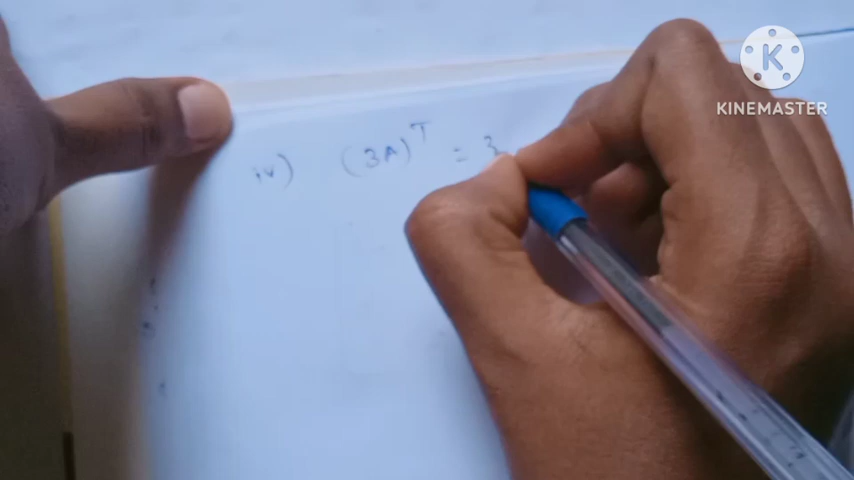 iv) (3A)ᵀ = 3
KINEMASTER